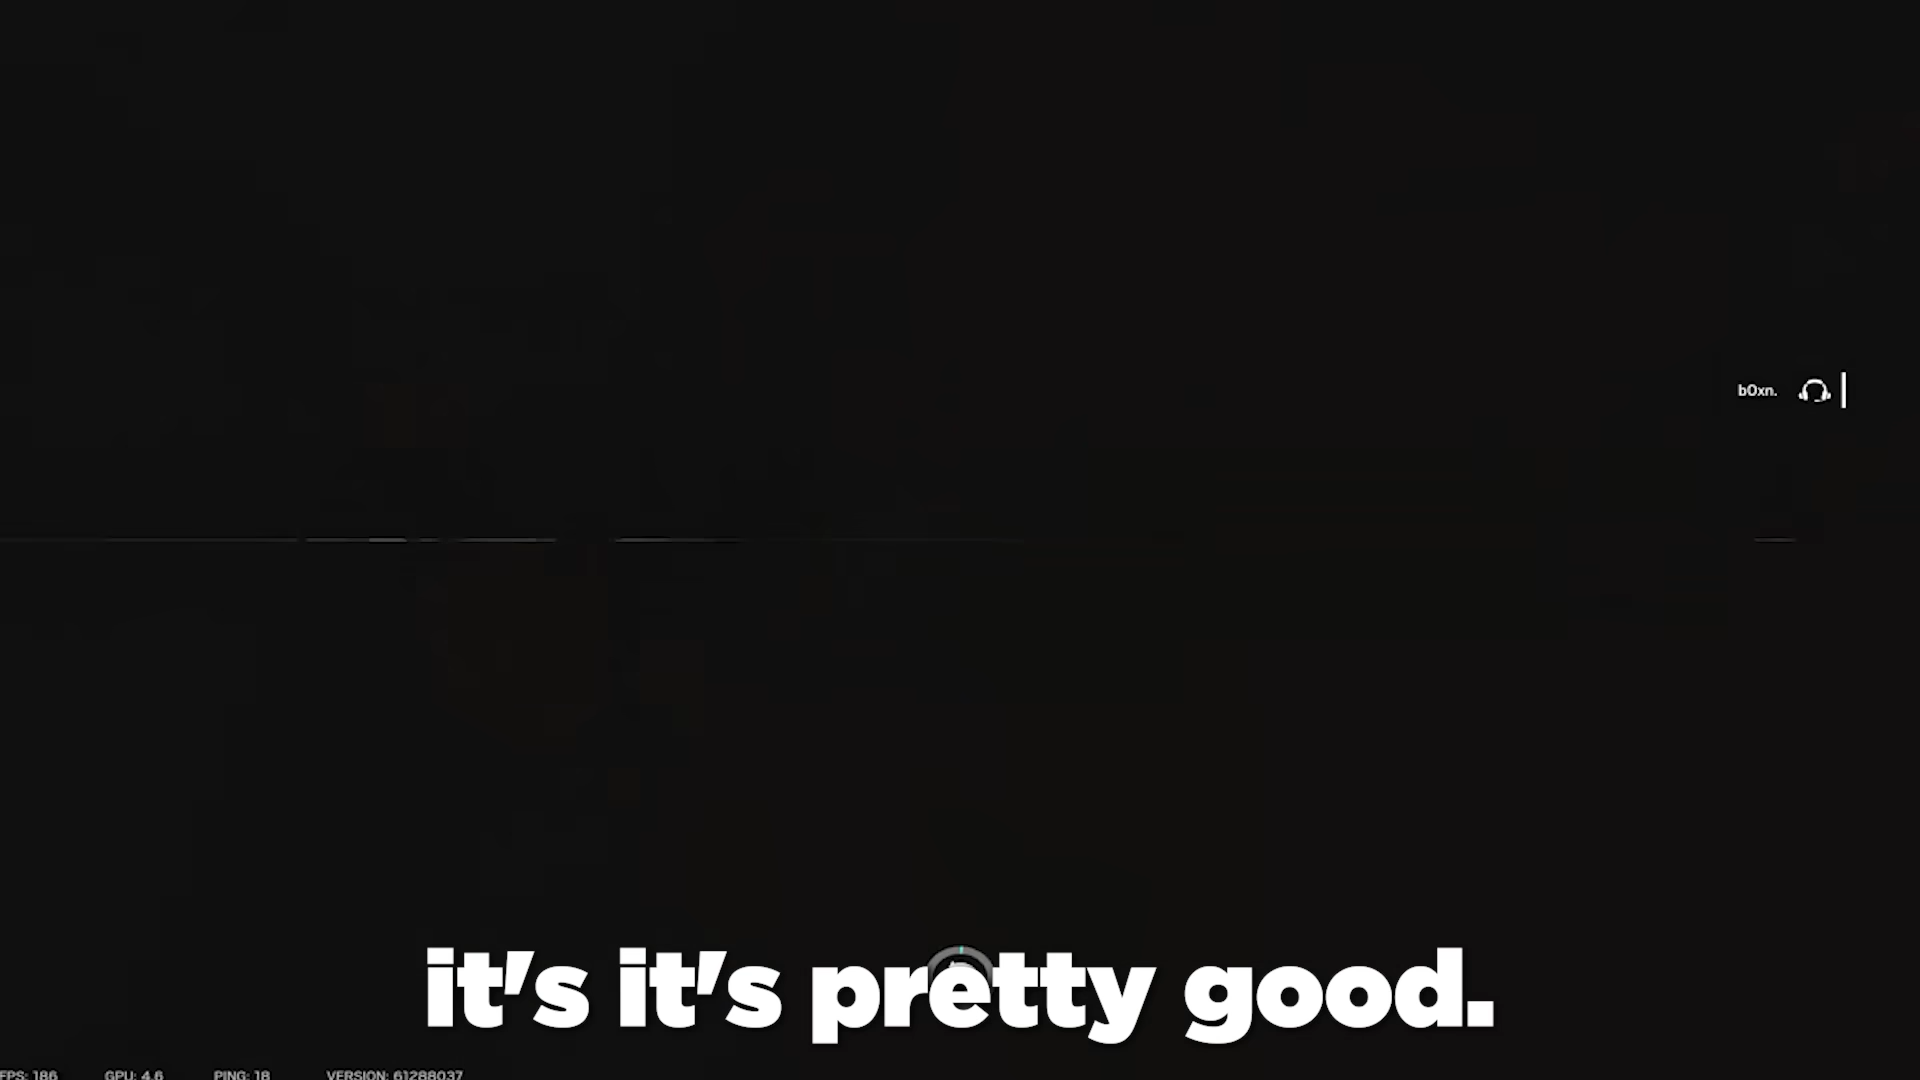 b0xn.
it's it's pretty good.
FPS: 186 GPU: 4.6 PING: 18 VERSION: 61288037